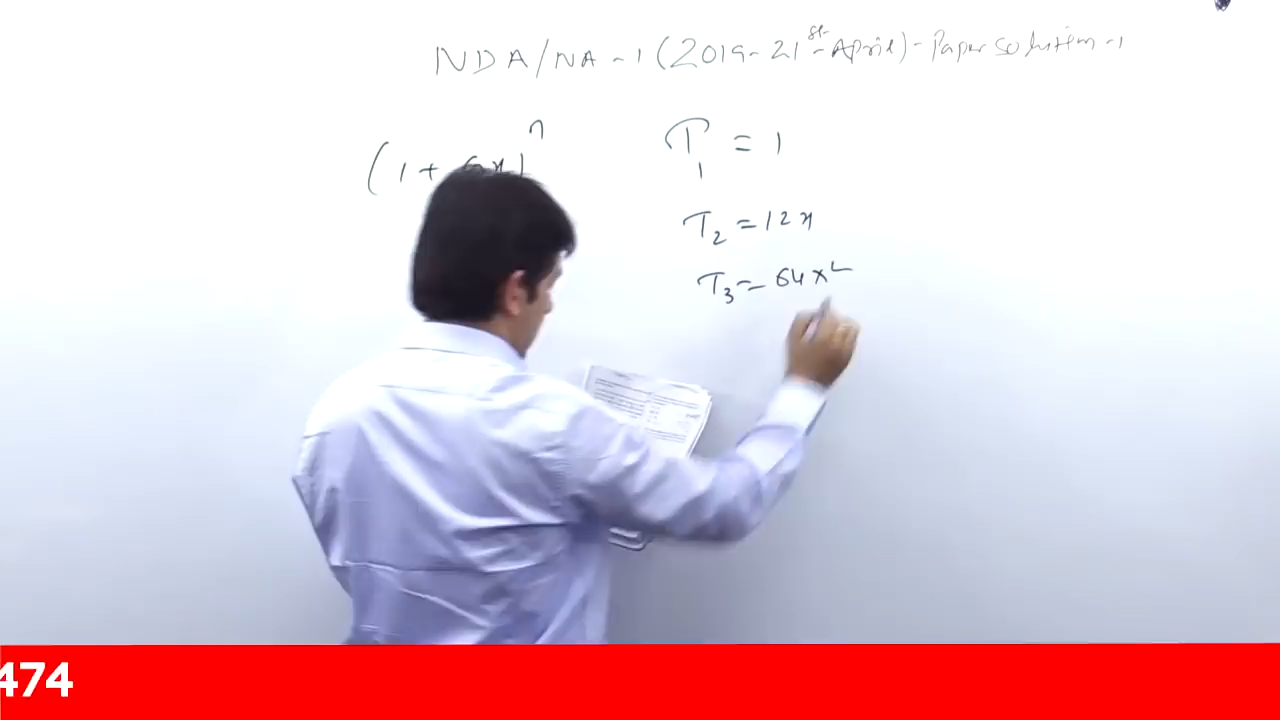 NDA/NA-1 (2019-21st-April)-Paper solution-1
(1 + 
n
T1 = 1
T2 = 12x
T3 = 64x²
474